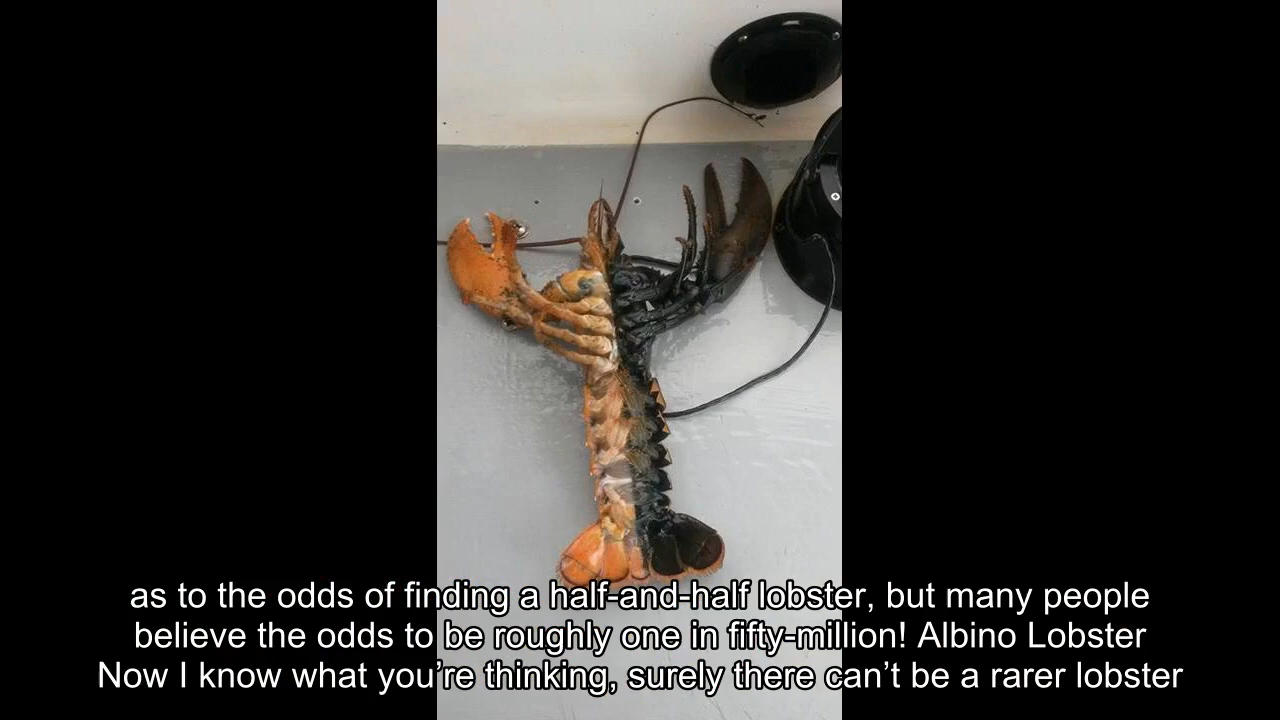 as to the odds of finding a half-and-half lobster, but many people
believe the odds to be roughly one in fifty-million! Albino Lobster
Now I know what you’re thinking, surely there can’t be a rarer lobster